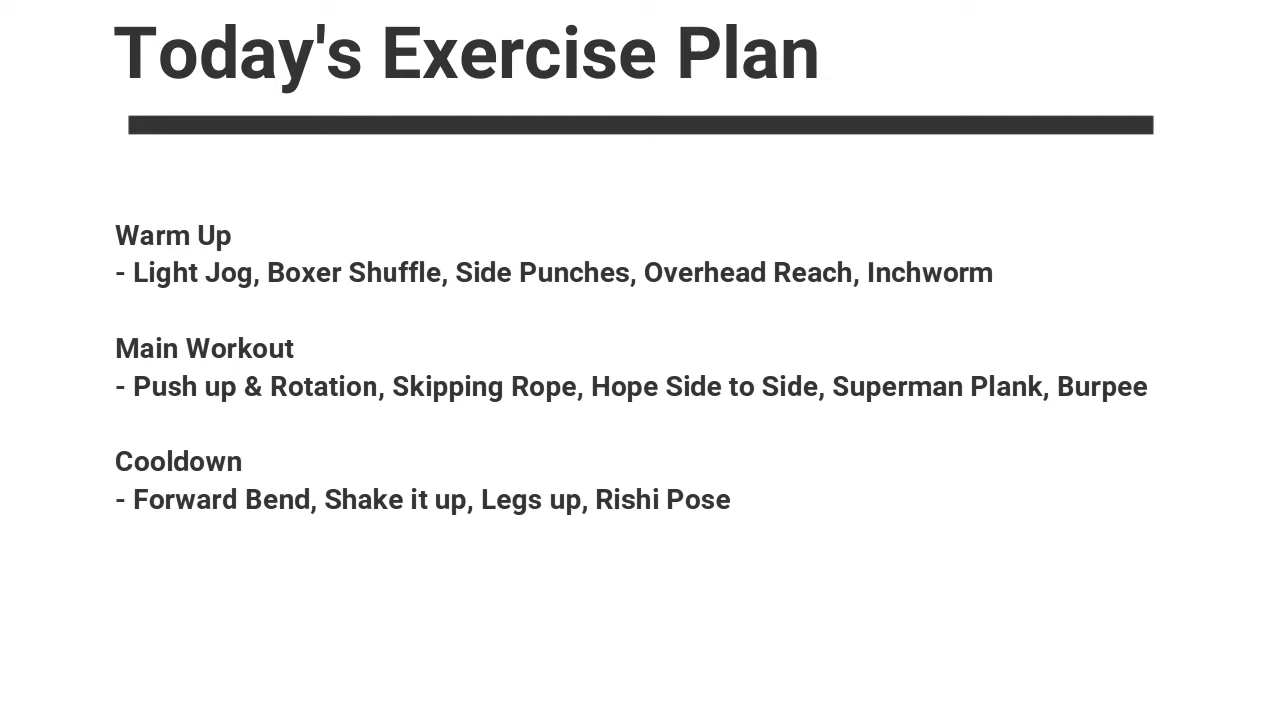 Today's Exercise Plan
Warm Up
- Light Jog, Boxer Shuffle, Side Punches, Overhead Reach, Inchworm
Main Workout
- Push up & Rotation, Skipping Rope, Hope Side to Side, Superman Plank, Burpee
Cooldown
- Forward Bend, Shake it up, Legs up, Rishi Pose